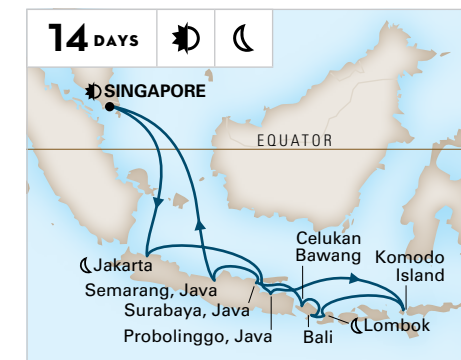 14 DAYS
SINGAPORE
EQUATOR
Celukan
Bawang
Komodo
Island
Jakarta
Semarang, Java
Surabaya, Java
Probolinggo, Java
Bali
Lombok